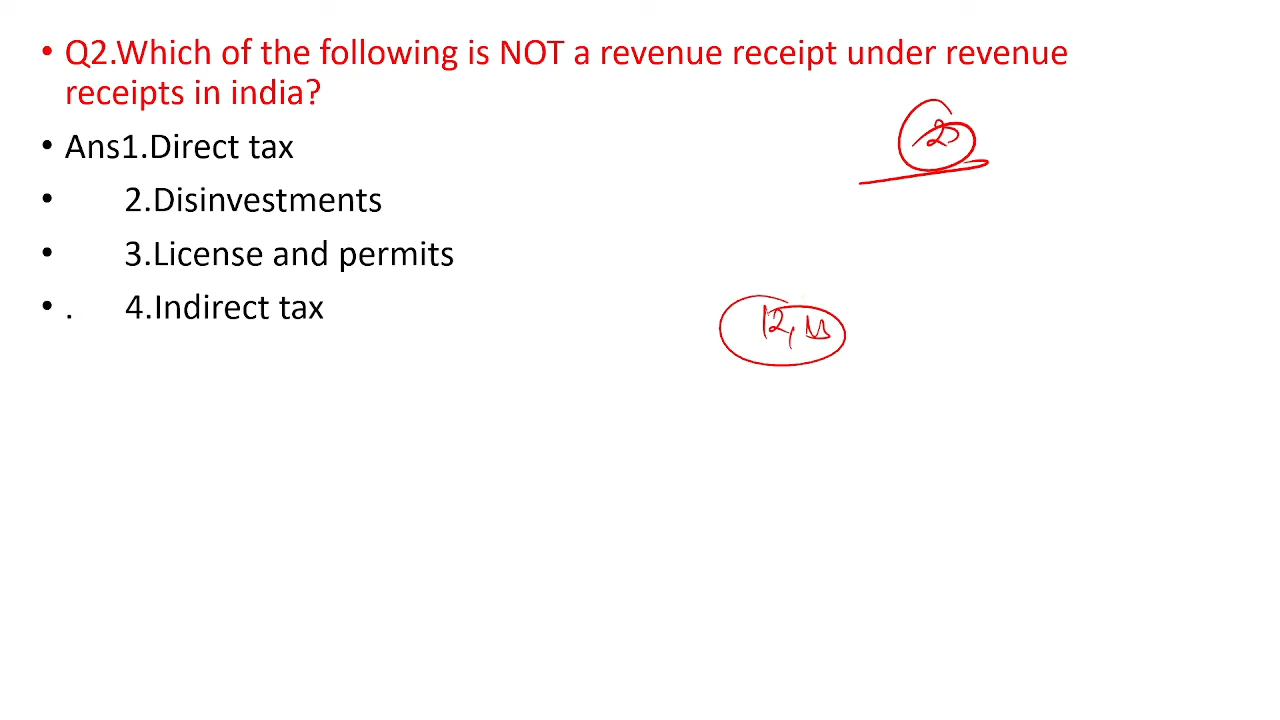 • Q2.Which of the following is NOT a revenue receipt under revenue
receipts in india?
• Ans1.Direct tax
2
• 2.Disinvestments
• 3.License and permits
• . 4.Indirect tax